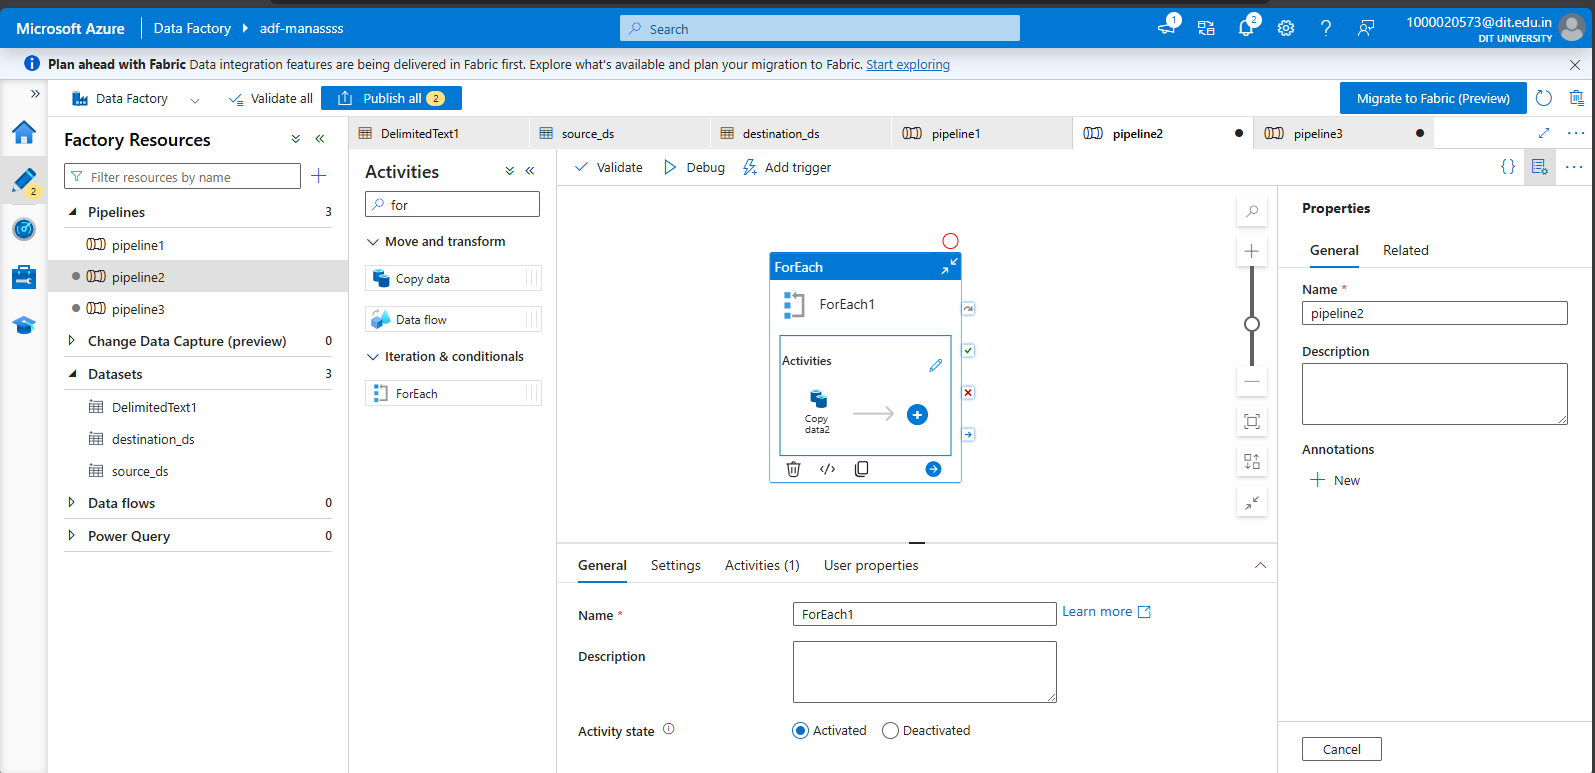 Microsoft Azure
Data Factory
adf-manassss
Search
1
2
1000020573@dit.edu.in
DIT UNIVERSITY
Plan ahead with Fabric Data integration features are being delivered in Fabric first. Explore what's available and plan your migration to Fabric. Start exploring
Data Factory
Validate all
Publish all 2
Migrate to Fabric (Preview)
2
Factory Resources
Filter resources by name
Pipelines 3
pipeline1
pipeline2
pipeline3
Change Data Capture (preview) 0
Datasets 3
DelimitedText1
destination_ds
source_ds
Data flows 0
Power Query 0
DelimitedText1
source_ds
destination_ds
pipeline1
pipeline2
pipeline3
Activities
for
Move and transform
Copy data
Data flow
Iteration & conditionals
ForEach
Validate
Debug
Add trigger
ForEach
ForEach1
Activities
Copy
data2
General
Settings
Activities (1)
User properties
Name *
ForEach1
Learn more
Description
Activity state
Activated
Deactivated
Properties
General
Related
Name *
pipeline2
Description
Annotations
New
Cancel